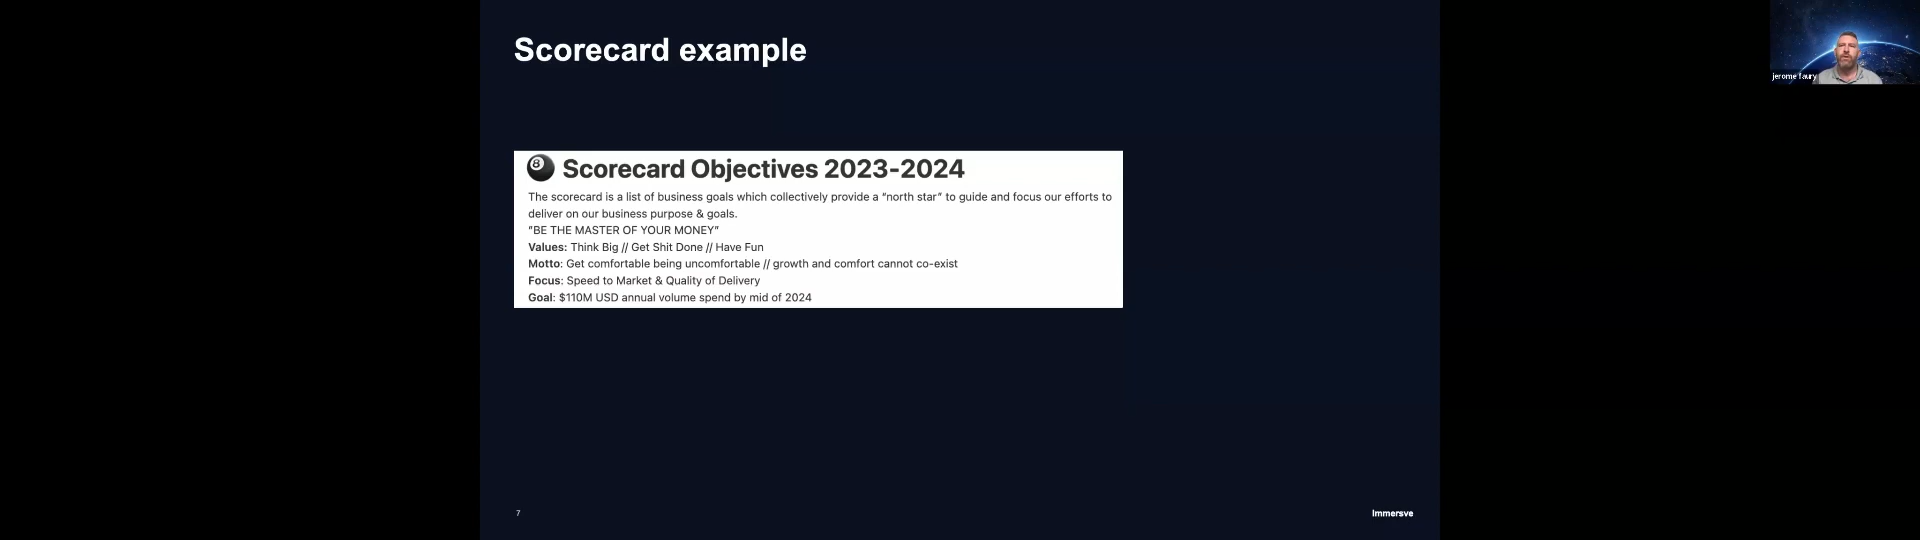 Scorecard example
jerome faury
8
Scorecard Objectives 2023-2024
The scorecard is a list of business goals which collectively provide a “north star” to guide and focus our efforts to
deliver on our business purpose & goals.
"BE THE MASTER OF YOUR MONEY"
Values: Think Big // Get Shit Done // Have Fun
Motto: Get comfortable being uncomfortable // growth and comfort cannot co-exist
Focus: Speed to Market & Quality of Delivery
Goal: $110M USD annual volume spend by mid of 2024
7
Immersve